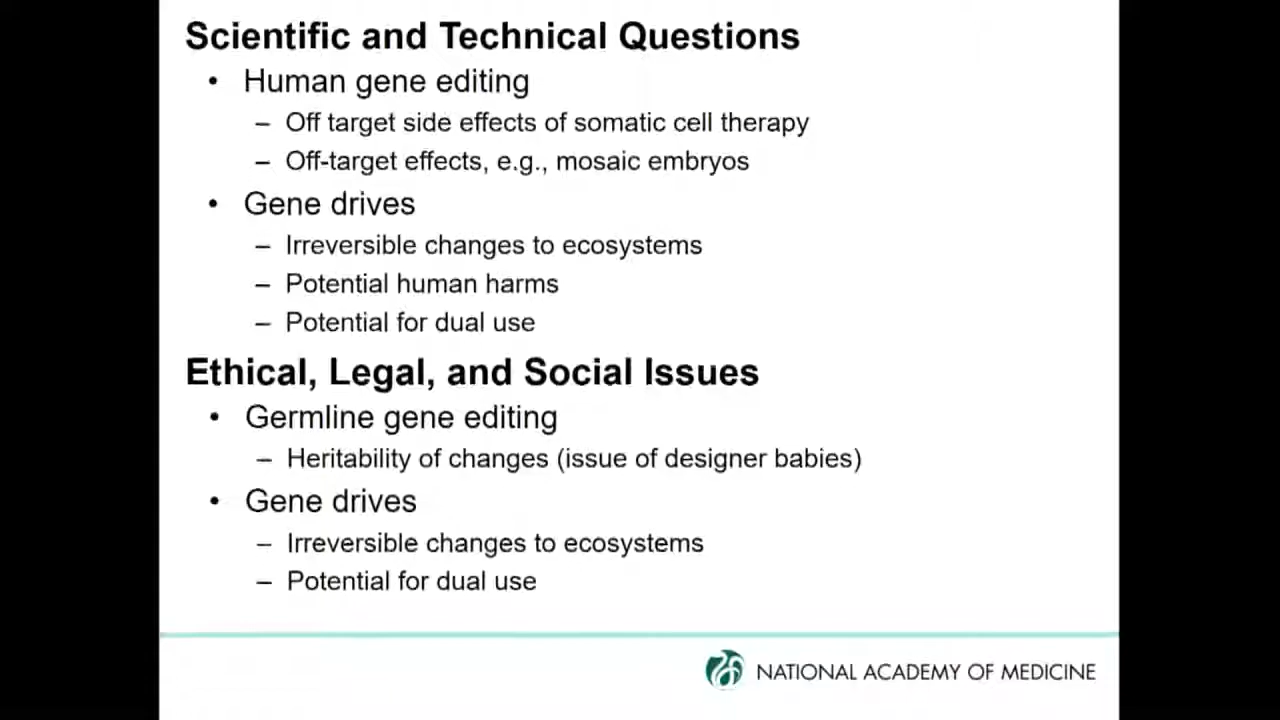 Scientific and Technical Questions
• Human gene editing
– Off target side effects of somatic cell therapy
– Off-target effects, e.g., mosaic embryos
• Gene drives
– Irreversible changes to ecosystems
– Potential human harms
– Potential for dual use
Ethical, Legal, and Social Issues
• Germline gene editing
– Heritability of changes (issue of designer babies)
• Gene drives
– Irreversible changes to ecosystems
– Potential for dual use
NATIONAL ACADEMY OF MEDICINE